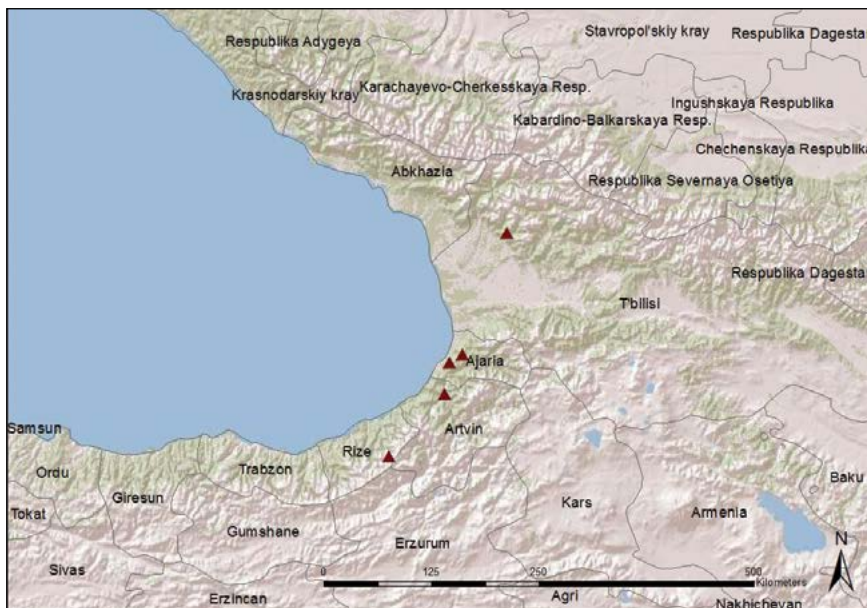 Stavropol'skiy kray
Respublika Dagesta
Respublika Adygeya
Karachayevo-Cherkesskaya Resp.
Krasnodarskiy kray
Ingushskaya Respublika
Kabardino-Balkarskaya Resp.
Chechenskaya Respublika
Abkhazia
Respublika Severnaya Osetiya
Respublika Dagesta
T'bilisi
Ajaria
Samsun
Artvin
Rize
Ordu
Trabzon
Giresun
Baku
Tokat
Kars
Armenia
Gumshane
N
Erzurum
Sivas
0 125 250 500
Kilometers
Erzincan
Agri
Nakhichevan